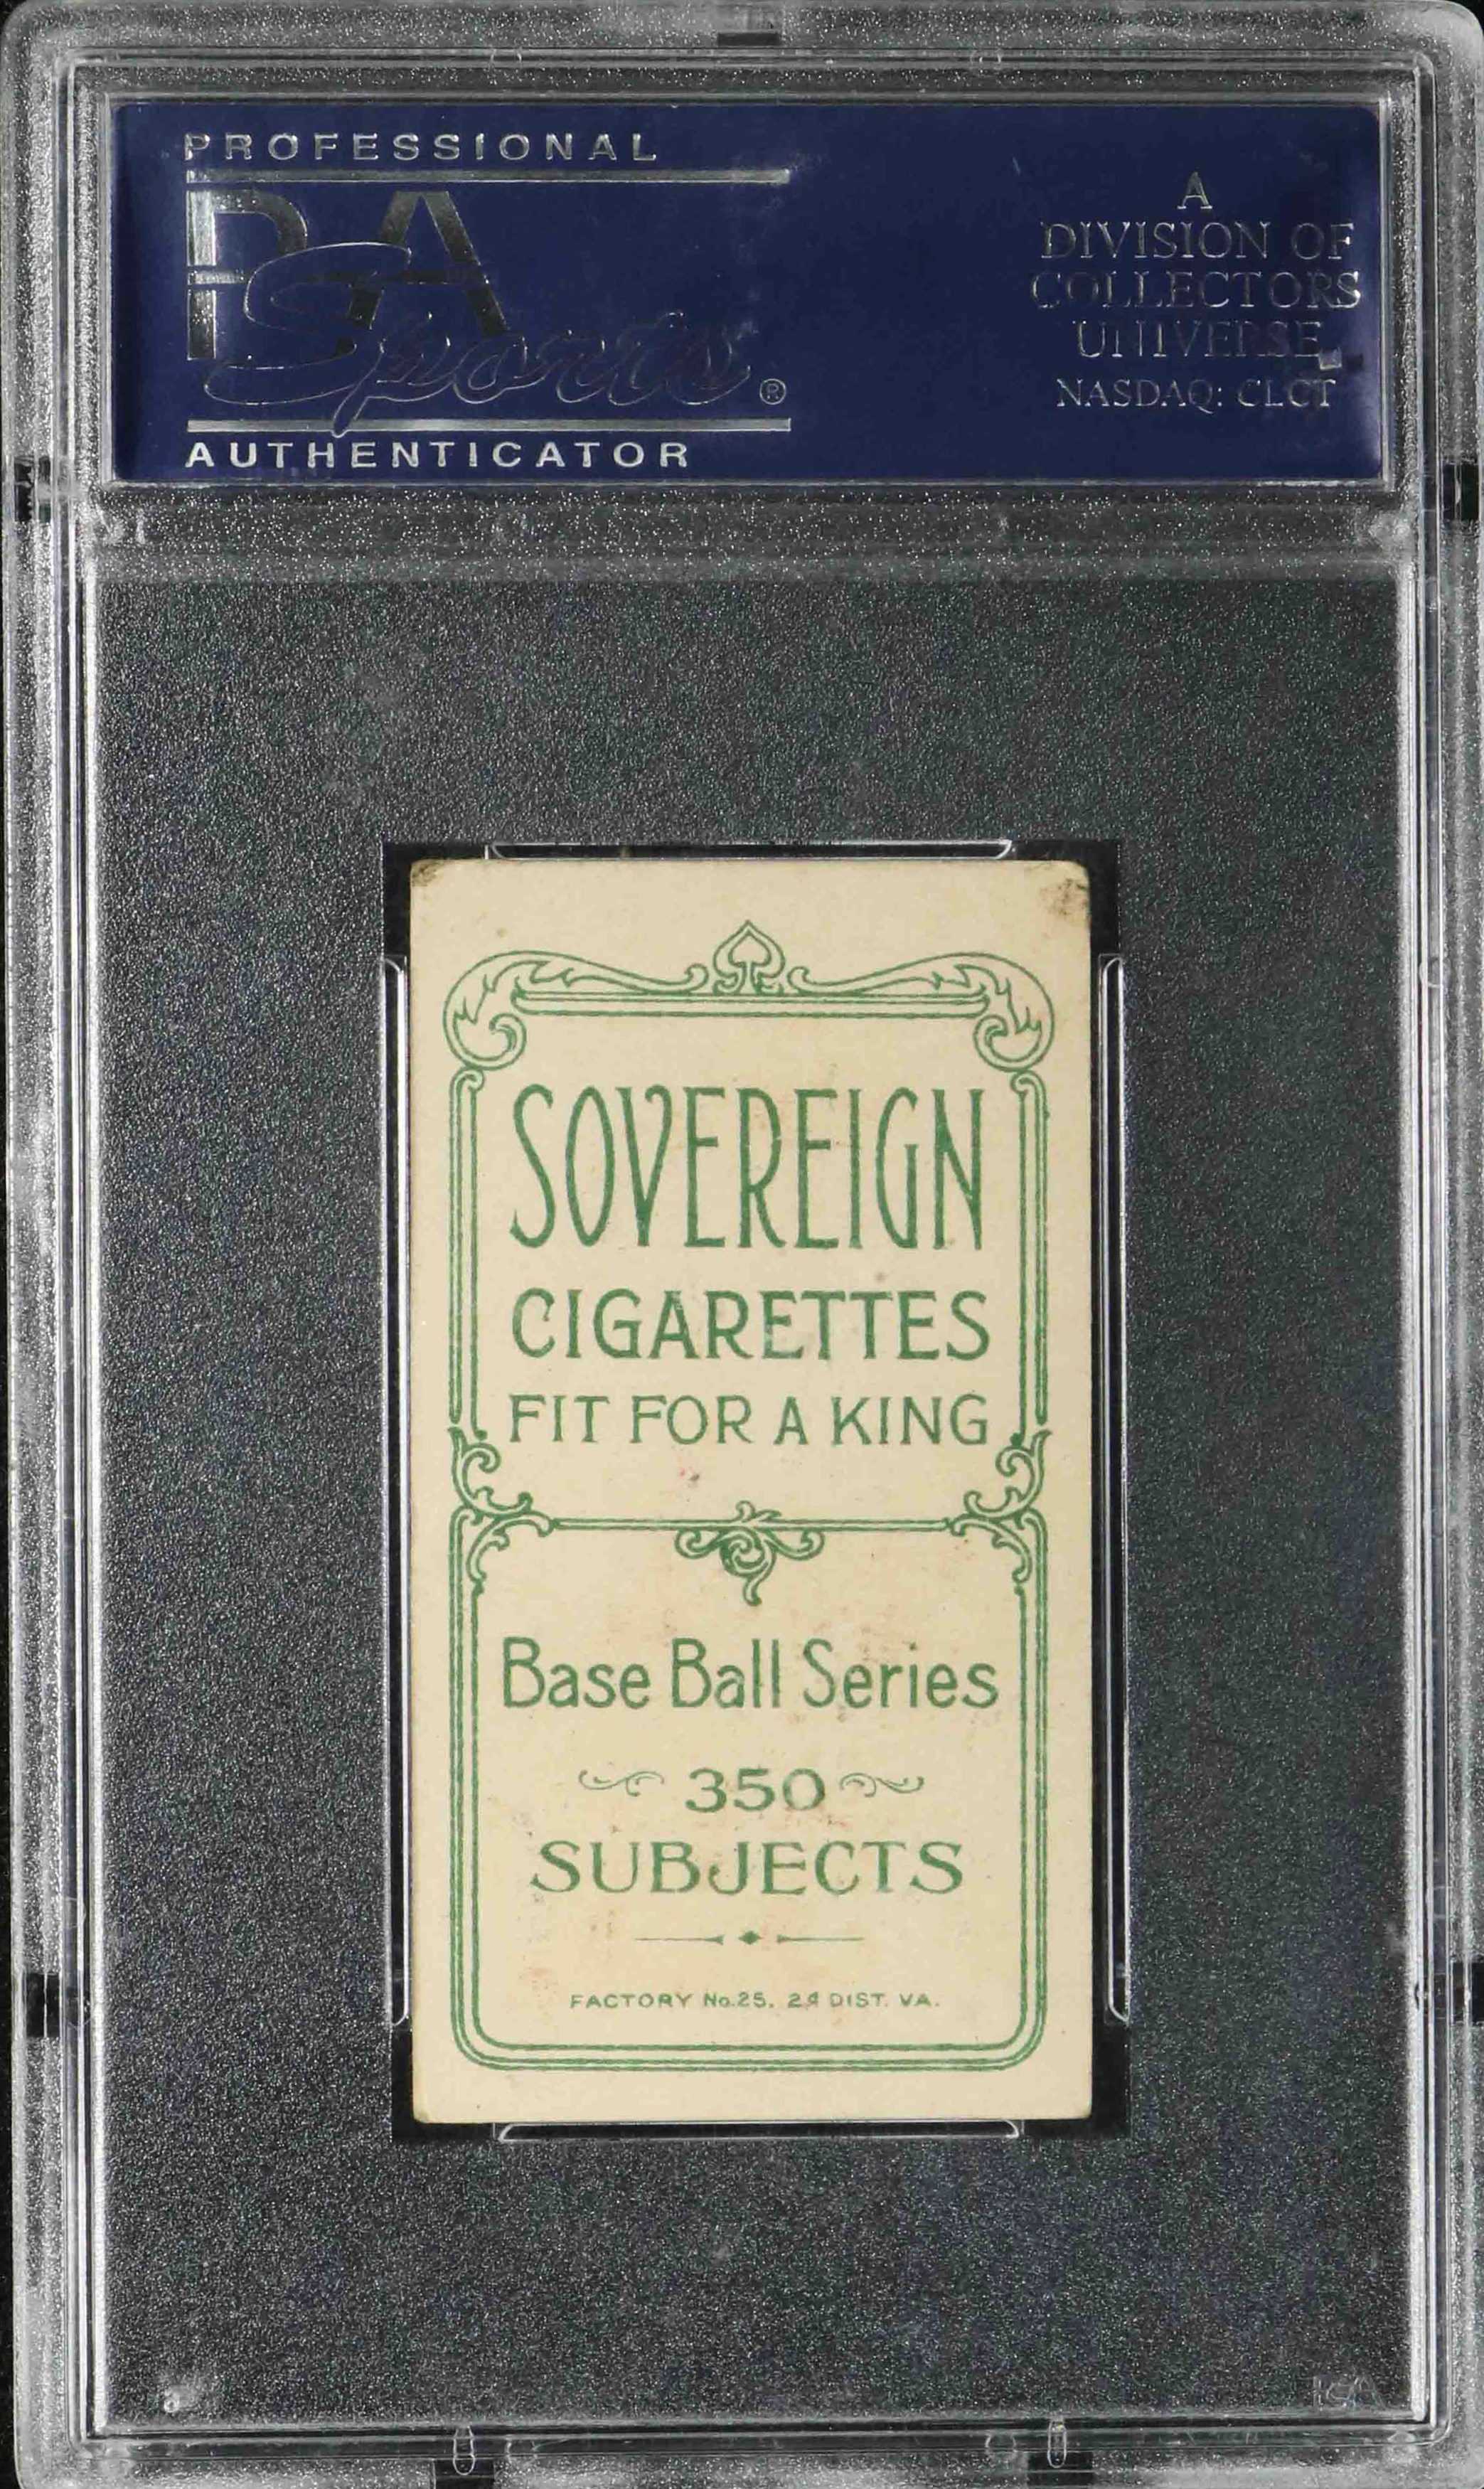 PROFESSIONAL
PSA
Sports®
AUTHENTICATOR
A
DIVISION OF
COLLECTORS
UNIVERSE
NASDAQ: CLCT
SOVEREIGN
CIGARETTES
FIT FOR A KING
Base Ball Series
350
SUBJECTS
FACTORY No.25. 2d DIST. VA.